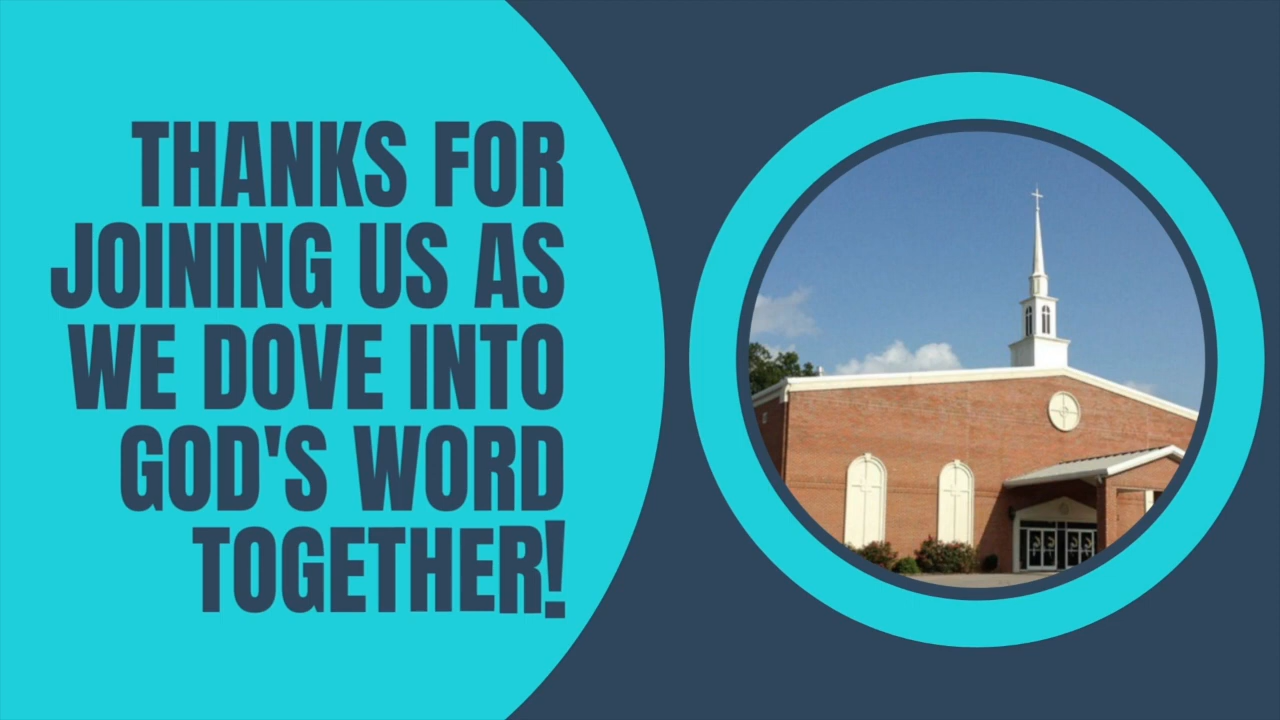 THANKS FOR
JOINING US AS
WE DOVE INTO
GOD'S WORD
TOGETHER!